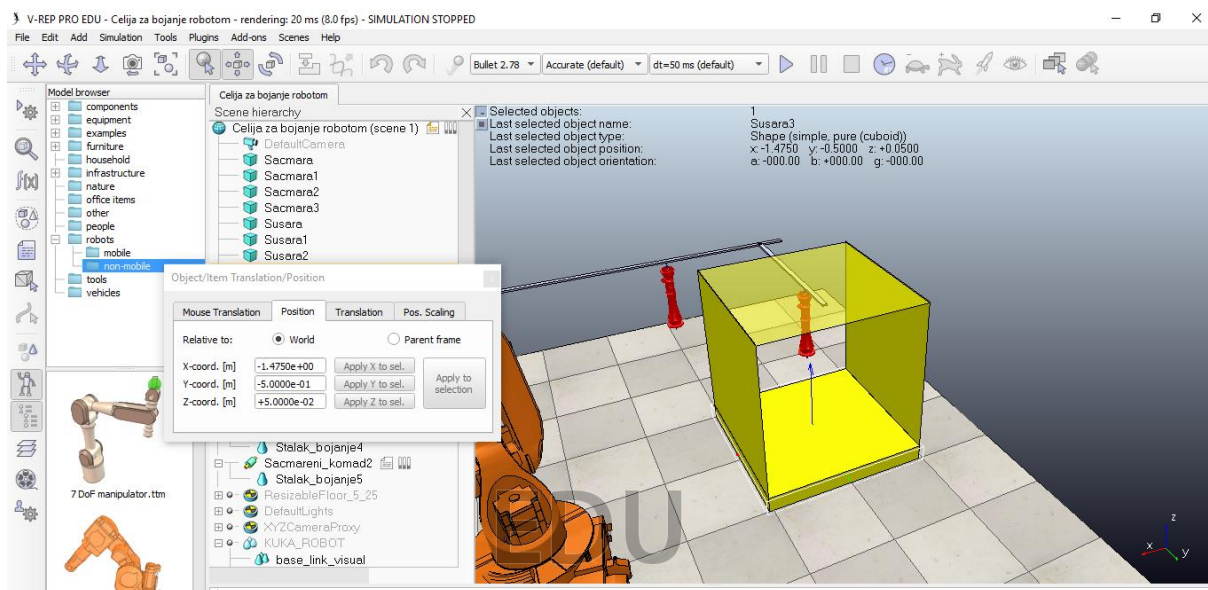 V-REP PRO EDU - Celija za bojanje robotom - rendering: 20 ms (8.0 fps) - SIMULATION STOPPED
File Edit Add Simulation Tools Plugins Add-ons Scenes Help
Bullet 2.78 Accurate (default) dt=50 ms (default)
Model browser
components
equipment
examples
furniture
household
infrastructure
nature
office items
other
people
robots
mobile
non-mobile
tools
vehicles
7 DoF manipulator.ttm
Celija za bojanje robotom
Scene hierarchy
Celija za bojanje robotom (scene 1)
DefaultCamera
Sacmara
Sacmara1
Sacmara2
Sacmara3
Susara
Susara1
Susara2
Object/Item Translation/Position
Mouse Translation Position Translation Pos. Scaling
Relative to: World Parent frame
X-coord. [m] -1.4750e+00 Apply X to sel.
Y-coord. [m] -5.0000e-01 Apply Y to sel.
Z-coord. [m] +5.0000e-02 Apply Z to sel.
Apply to
selection
Stalak_bojanje4
Sacmareni_komad2
Stalak_bojanje5
ResizableFloor_5_25
DefaultLights
XYZCameraProxy
KUKA_ROBOT
base_link_visual
Selected objects: 1
Last selected object name: Susara3
Last selected object type: Shape (simple, pure (cuboid))
Last selected object position: x: -1.4750 y: -0.5000 z: +0.0500
Last selected object orientation: a: -000.00 b: +000.00 g: -000.00
EDU
z
x
y